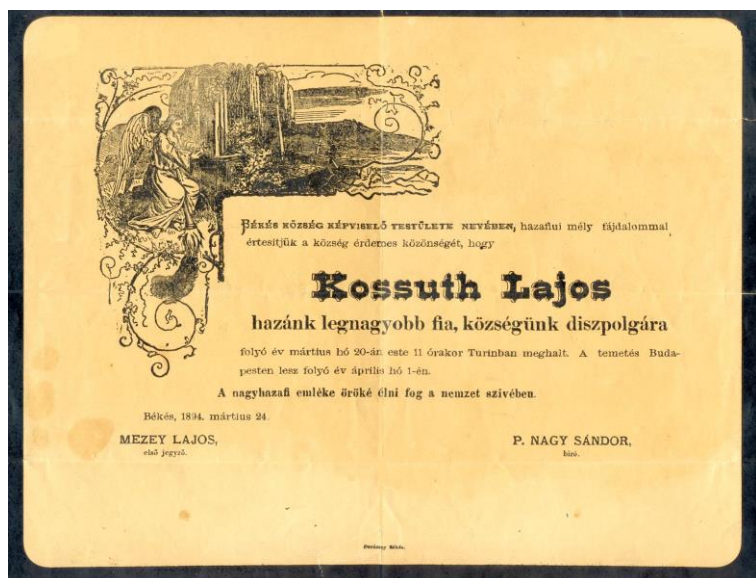 BÉKÉS KÖZSÉG KÉPVISELŐ TESTÜLETE NEVÉBEN, hazafiui mély fájdalommal
értesitjük a község érdemes közönségét, hogy
Kossuth Lajos
hazánk legnagyobb fia, községünk diszpolgára
folyó év március hó 20-án este 11 órakor Turinban meghalt. A temetés Buda-
pesten lesz folyó év április hó 1-én.
A nagyhazafi emléke öröké élni fog a nemzet szivében.
Békés, 1894. március 24.
MEZEY LAJOS,
első jegyző.
P. NAGY SÁNDOR,
biró.